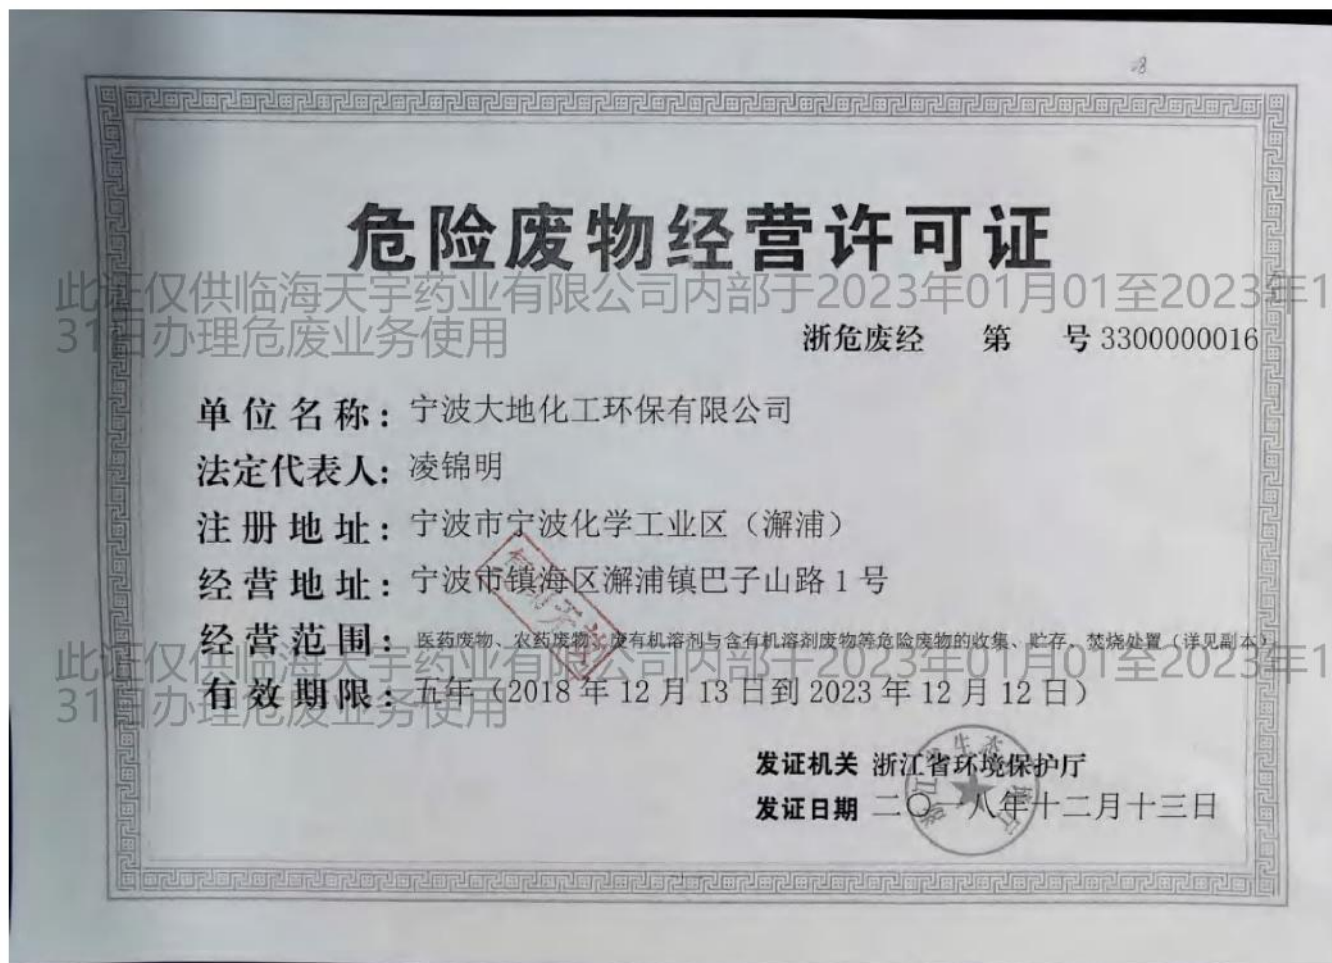 危险废物经营许可证
此证仅供临海天宇药业有限公司内部于2023年01月01至2023年1
31日办理危废业务使用
浙危废经 第 号 3300000016
单位名称：宁波大地化工环保有限公司
法定代表人：凌锦明
注册地址：宁波市宁波化学工业区（澥浦）
经营地址：宁波市镇海区澥浦镇巴子山路1号
经营范围：医药废物、农药废物、废有机溶剂与含有机溶剂废物等危险废物的收集、贮存、焚烧处置（详见副本）
此证仅供临海天宇药业有限公司内部于2023年01月01至2023年1
31日办理危废业务使用
有效期限：五年（2018年12月13日到2023年12月12日）
发证机关 浙江省环境保护厅
发证日期 二〇一八年十二月十三日